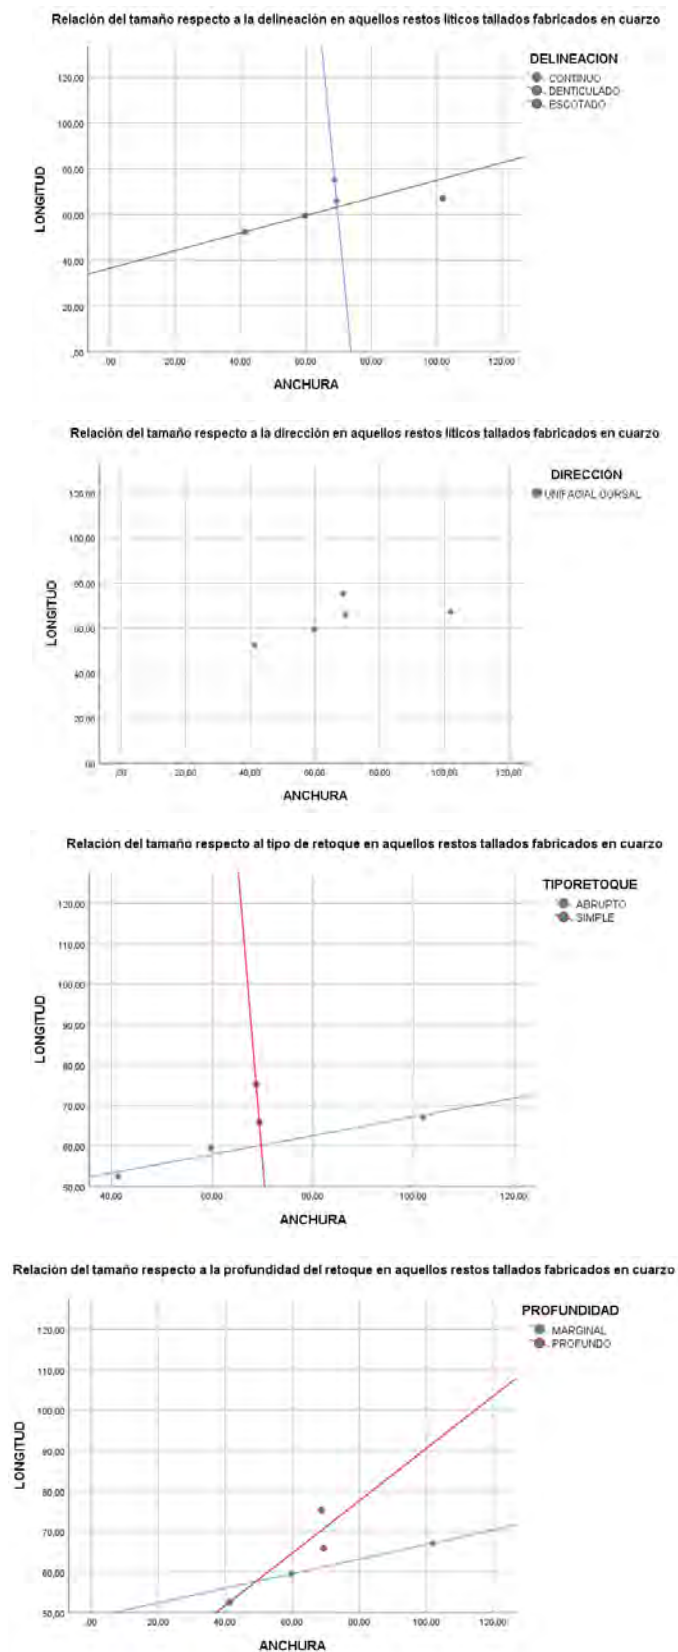 Relación del tamaño respecto a la delineación en aquellos restos líticos tallados fabricados en cuarzo
DELINEACION
CONTINUO
DENTICULADO
ESCOTADO
120,00
100,00
80,00
60,00
40,00
20,00
,00
LONGITUD
,00 20,00 40,00 60,00 80,00 100,00 120,00
ANCHURA
Relación del tamaño respecto a la dirección en aquellos restos líticos tallados fabricados en cuarzo
DIRECCIÓN
UNIFACIAL DORSAL
120,00
100,00
80,00
60,00
40,00
20,00
,00
LONGITUD
,00 20,00 40,00 60,00 80,00 100,00 120,00
ANCHURA
Relación del tamaño respecto al tipo de retoque en aquellos restos tallados fabricados en cuarzo
TIPORETOQUE
ABRUPTO
SIMPLE
120,00
110,00
100,00
90,00
80,00
70,00
60,00
50,00
LONGITUD
40,00 60,00 80,00 100,00 120,00
ANCHURA
Relación del tamaño respecto a la profundidad del retoque en aquellos restos tallados fabricados en cuarzo
PROFUNDIDAD
MARGINAL
PROFUNDO
120,00
110,00
100,00
90,00
80,00
70,00
60,00
50,00
LONGITUD
,00 20,00 40,00 60,00 80,00 100,00 120,00
ANCHURA